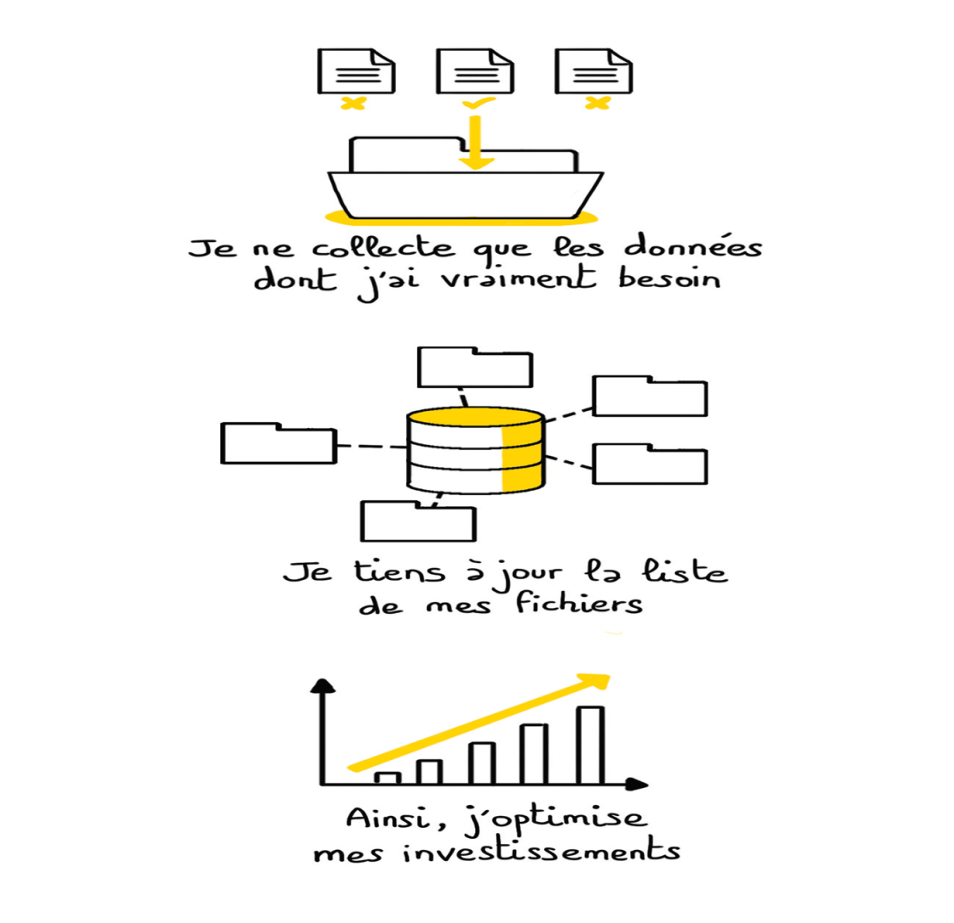 Je ne collecte que les données
dont j'ai vraiment besoin
Je tiens à jour la liste
de mes fichiers
Ainsi, j'optimise
mes investissements